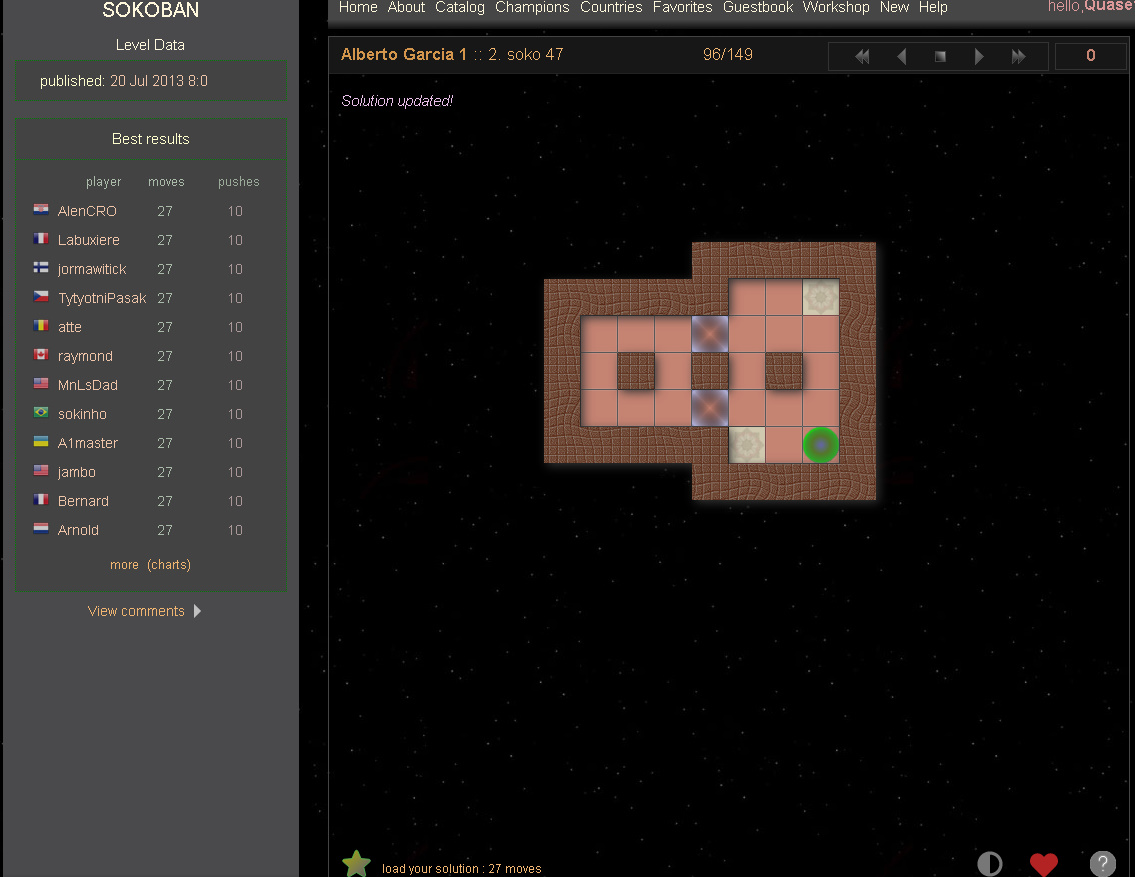 SOKOBAN
Level Data
published: 20 Jul 2013 8:0
Best results
player moves pushes
AlenCRO 27 10
Labuxiere 27 10
jormawitick 27 10
TytyotniPasak 27 10
atte 27 10
raymond 27 10
MnLsDad 27 10
sokinho 27 10
A1master 27 10
jambo 27 10
Bernard 27 10
Arnold 27 10
more (charts)
View comments
Home About Catalog Champions Countries Favorites Guestbook Workshop New Help hello,Quase
Alberto Garcia 1 :: 2. soko 47 96/149 0
Solution updated!
load your solution : 27 moves ?